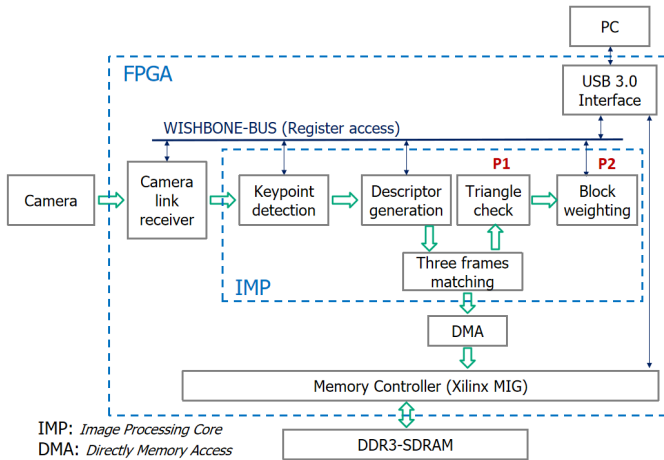 PC
FPGA
USB 3.0
Interface
WISHBONE-BUS (Register access)
P1
P2
Camera
Camera
link
receiver
Keypoint
detection
Descriptor
generation
Triangle
check
Block
weighting
Three frames
matching
IMP
DMA
Memory Controller (Xilinx MIG)
IMP: Image Processing Core
DMA: Directly Memory Access
DDR3-SDRAM